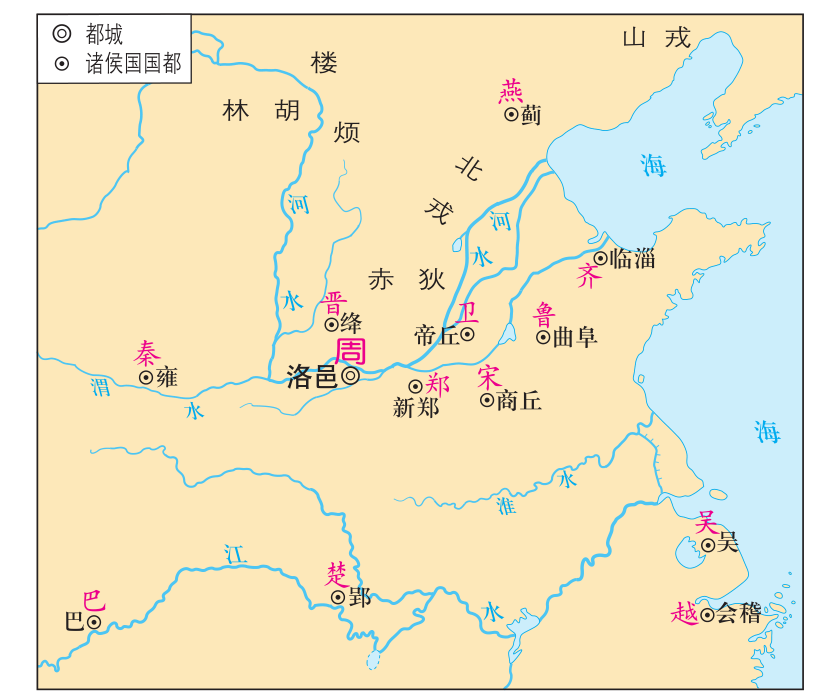 都城
诸侯国国都
山戎
楼
林胡
烦
燕
蓟
海
北
戎
河
河
水
临淄
齐
赤狄
水
晋
绛
卫
帝丘
鲁
曲阜
秦
雍
周
洛邑
渭
水
新郑
郑
宋
商丘
海
水
淮
吴
吴
江
楚
郢
巴
巴
水
越
会稽